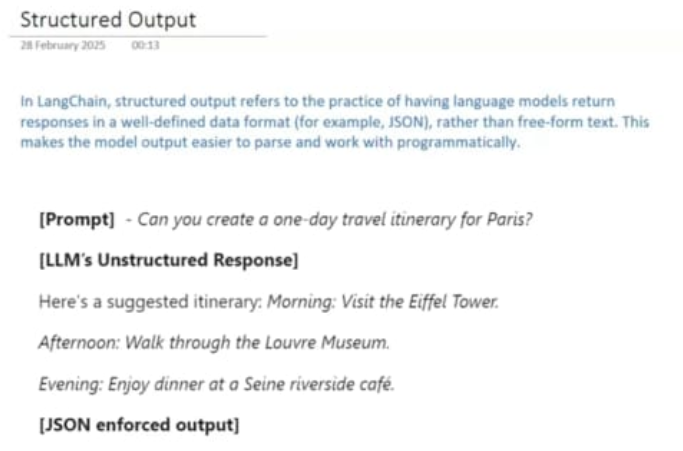 Structured Output
28 February 2025 00:13
In LangChain, structured output refers to the practice of having language models return
responses in a well-defined data format (for example, JSON), rather than free-form text. This
makes the model output easier to parse and work with programmatically.
[Prompt] - Can you create a one-day travel itinerary for Paris?
[LLM's Unstructured Response]
Here's a suggested itinerary: Morning: Visit the Eiffel Tower.
Afternoon: Walk through the Louvre Museum.
Evening: Enjoy dinner at a Seine riverside café.
[JSON enforced output]